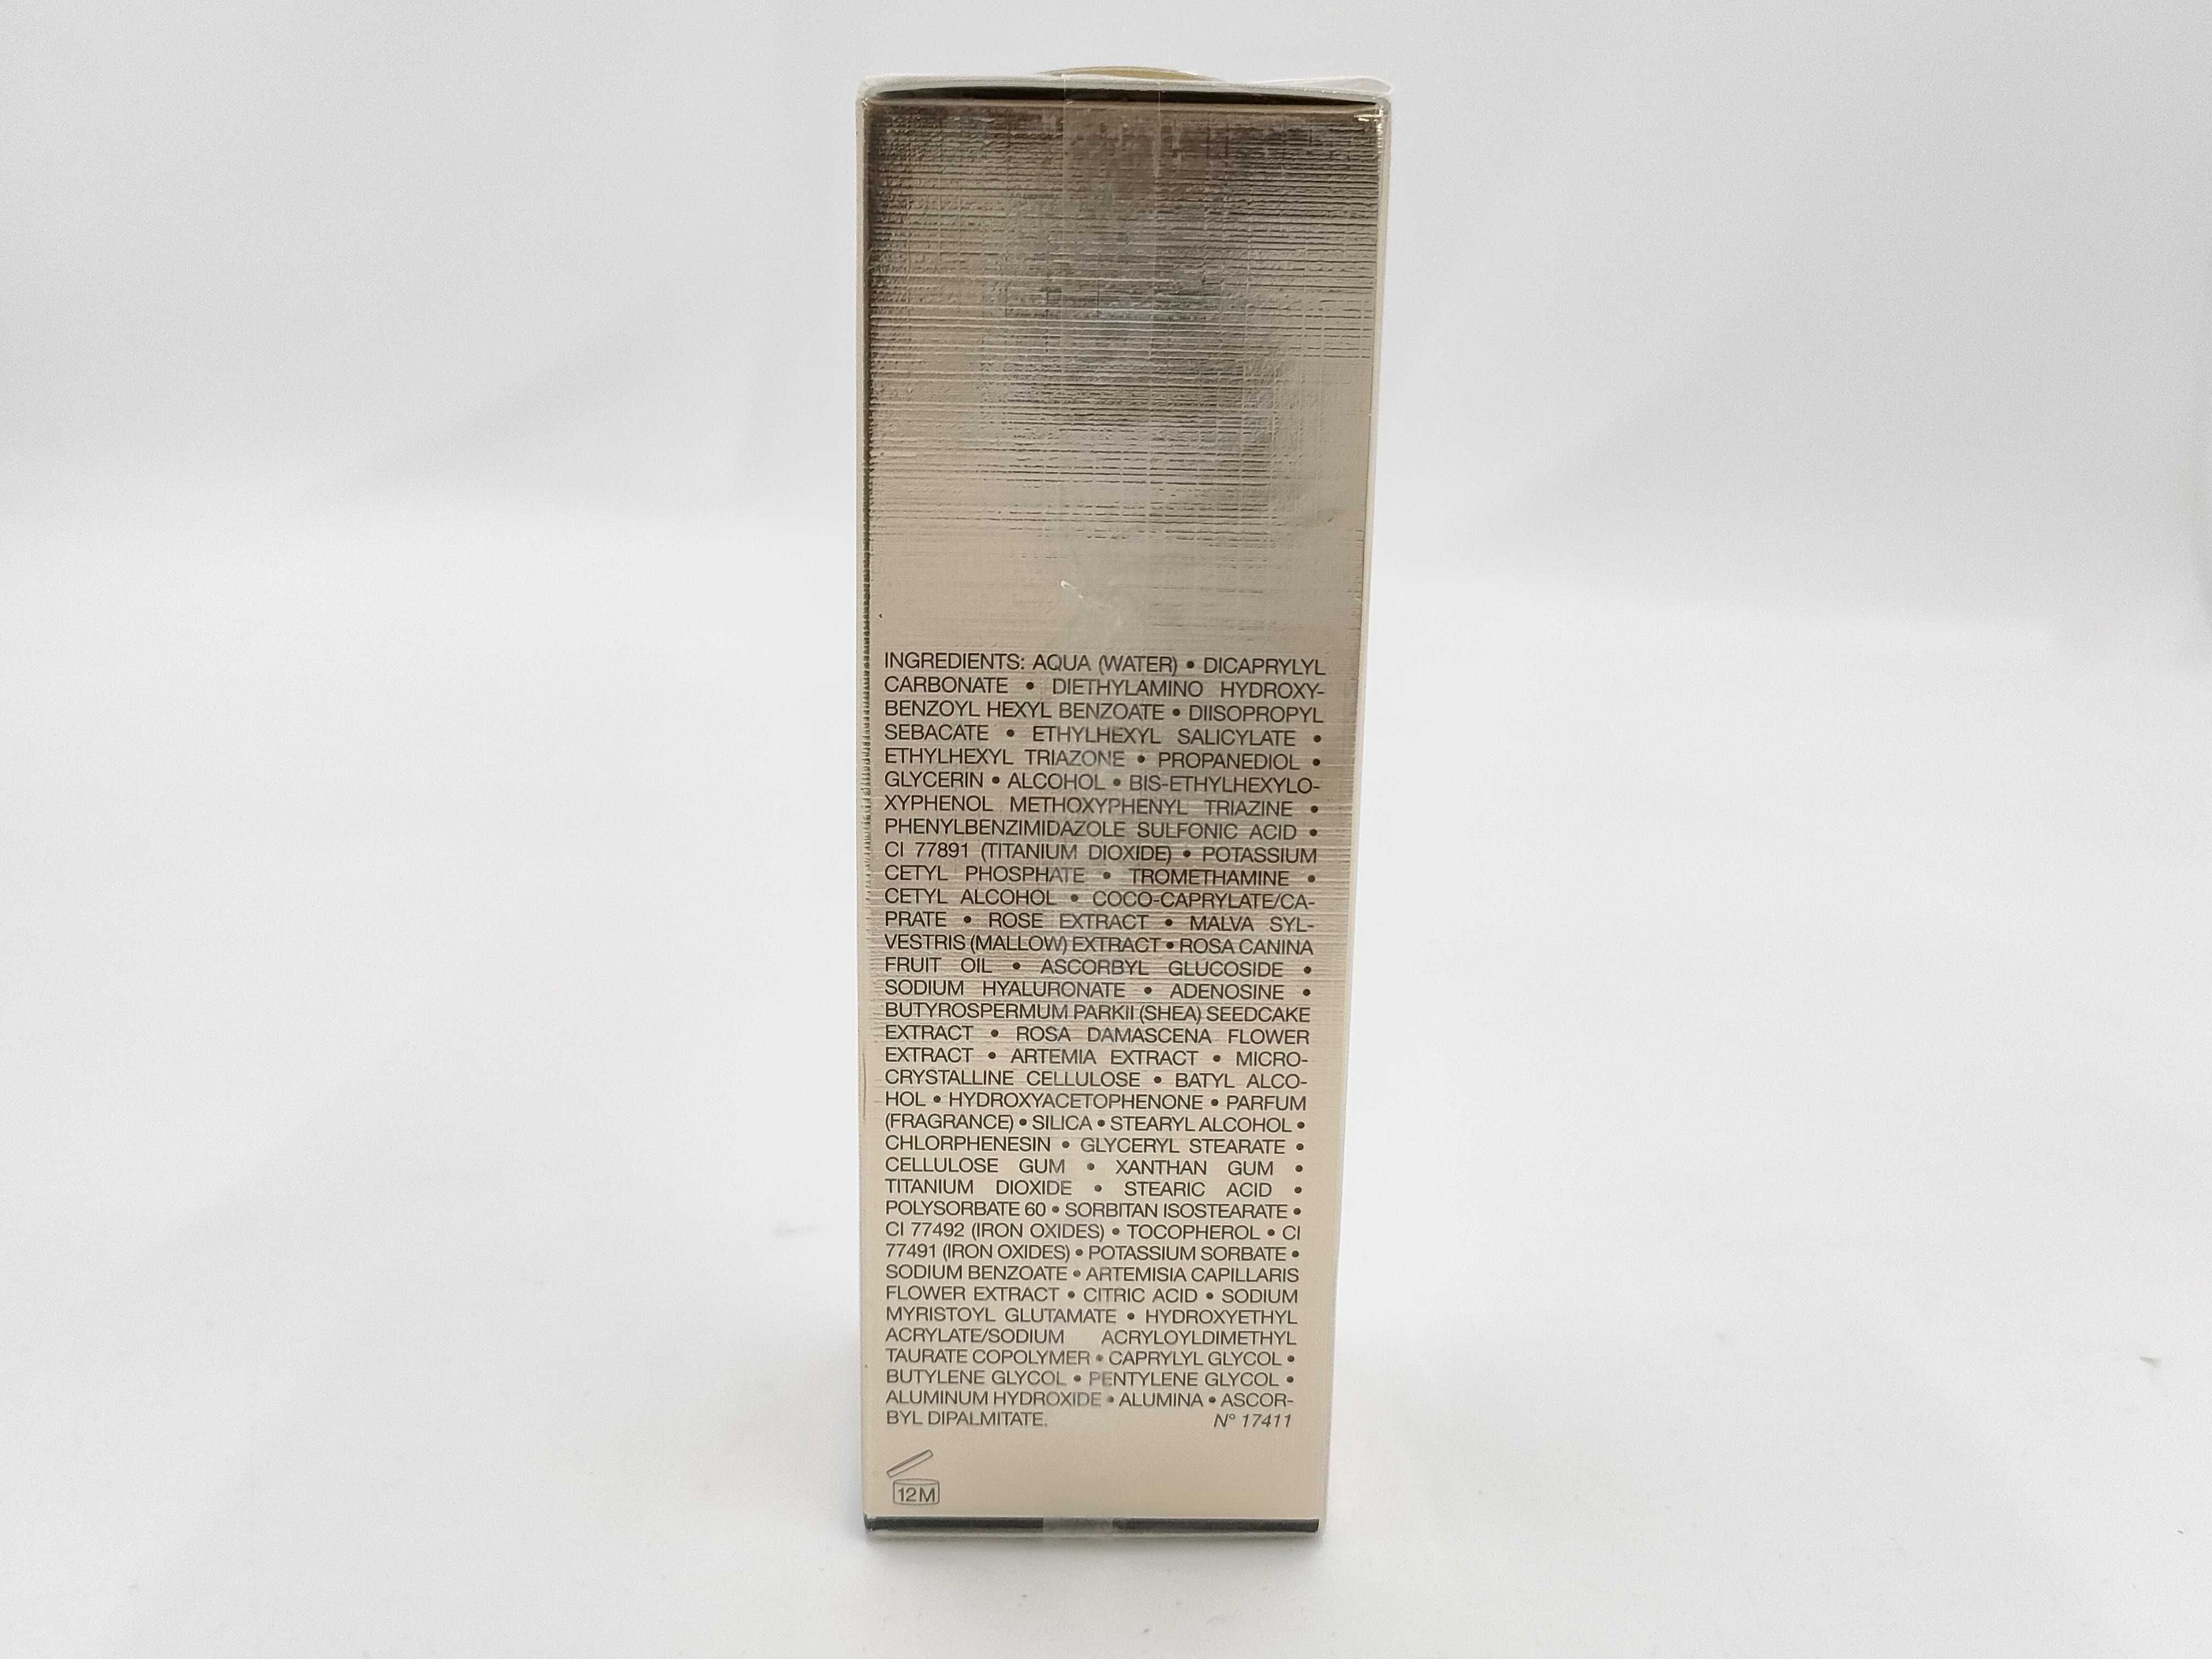 INGREDIENTS: AQUA (WATER) • DICAPRYLYL
CARBONATE • DIETHYLAMINO HYDROXY-
BENZOYL HEXYL BENZOATE • DIISOPROPYL
SEBACATE • ETHYLHEXYL SALICYLATE •
ETHYLHEXYL TRIAZONE • PROPANEDIOL •
GLYCERIN • ALCOHOL • BIS-ETHYLHEXYLO-
XYPHENOL METHOXYPHENYL TRIAZINE •
PHENYLBENZIMIDAZOLE SULFONIC ACID •
CI 77891 (TITANIUM DIOXIDE) • POTASSIUM
CETYL PHOSPHATE • TROMETHAMINE •
CETYL ALCOHOL • COCO-CAPRYLATE/CA-
PRATE • ROSE EXTRACT • MALVA SYL-
VESTRIS (MALLOW) EXTRACT • ROSA CANINA
FRUIT OIL • ASCORBYL GLUCOSIDE •
SODIUM HYALURONATE • ADENOSINE •
BUTYROSPERMUM PARKII (SHEA) SEEDCAKE
EXTRACT • ROSA DAMASCENA FLOWER
EXTRACT • ARTEMIA EXTRACT • MICRO-
CRYSTALLINE CELLULOSE • BATYL ALCO-
HOL • HYDROXYACETOPHENONE • PARFUM
(FRAGRANCE) • SILICA • STEARYL ALCOHOL •
CHLORPHENESIN • GLYCERYL STEARATE •
CELLULOSE GUM • XANTHAN GUM •
TITANIUM DIOXIDE • STEARIC ACID •
POLYSORBATE 60 • SORBITAN ISOSTEARATE •
CI 77492 (IRON OXIDES) • TOCOPHEROL • CI
77491 (IRON OXIDES) • POTASSIUM SORBATE •
SODIUM BENZOATE • ARTEMISIA CAPILLARIS
FLOWER EXTRACT • CITRIC ACID • SODIUM
MYRISTOYL GLUTAMATE • HYDROXYETHYL
ACRYLATE/SODIUM ACRYLOYLDIMETHYL
TAURATE COPOLYMER • CAPRYLYL GLYCOL •
BUTYLENE GLYCOL • PENTYLENE GLYCOL •
ALUMINUM HYDROXIDE • ALUMINA • ASCOR-
BYL DIPALMITATE. N° 17411
12M